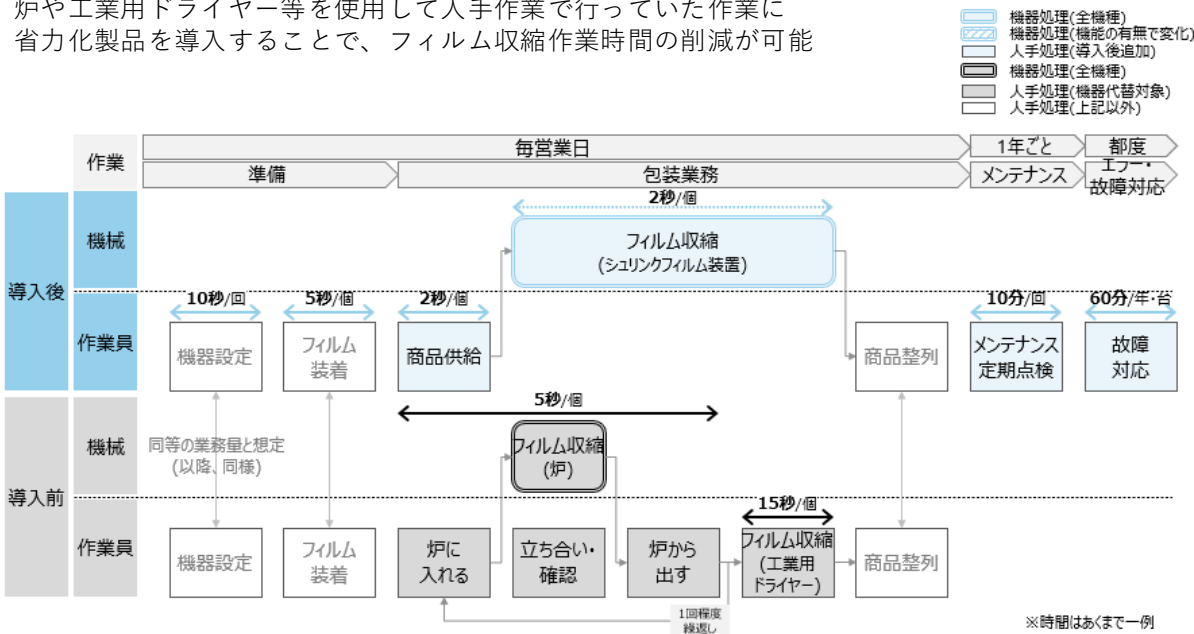 炉や工業用ドライヤー等を使用して人手作業で行っていた作業に
省力化製品を導入することで、フィルム収縮作業時間の削減が可能
機器処理(全機種)
機器処理(機能の有無で変化)
人手処理(導入後追加)
機器処理(全機種)
人手処理(機器代替対象)
人手処理(上記以外)
作業
毎営業日
1年ごと
都度
準備
包装業務
メンテナンス
エラー・
故障対応
導入後
機械
2秒/個
フィルム収縮
(シュリンクフィルム装置)
作業員
10秒/回
5秒/個
2秒/個
10分/回
60分/年・台
機器設定
フィルム
装着
商品供給
商品整列
メンテナンス
定期点検
故障
対応
導入前
機械
同等の業務量と想定
(以降、同様)
5秒/個
フィルム収縮
(炉)
作業員
15秒/個
機器設定
フィルム
装着
炉に
入れる
立ち合い・
確認
炉から
出す
フィルム収縮
(工業用
ドライヤー)
商品整列
1回程度
繰返し
※時間はあくまで一例